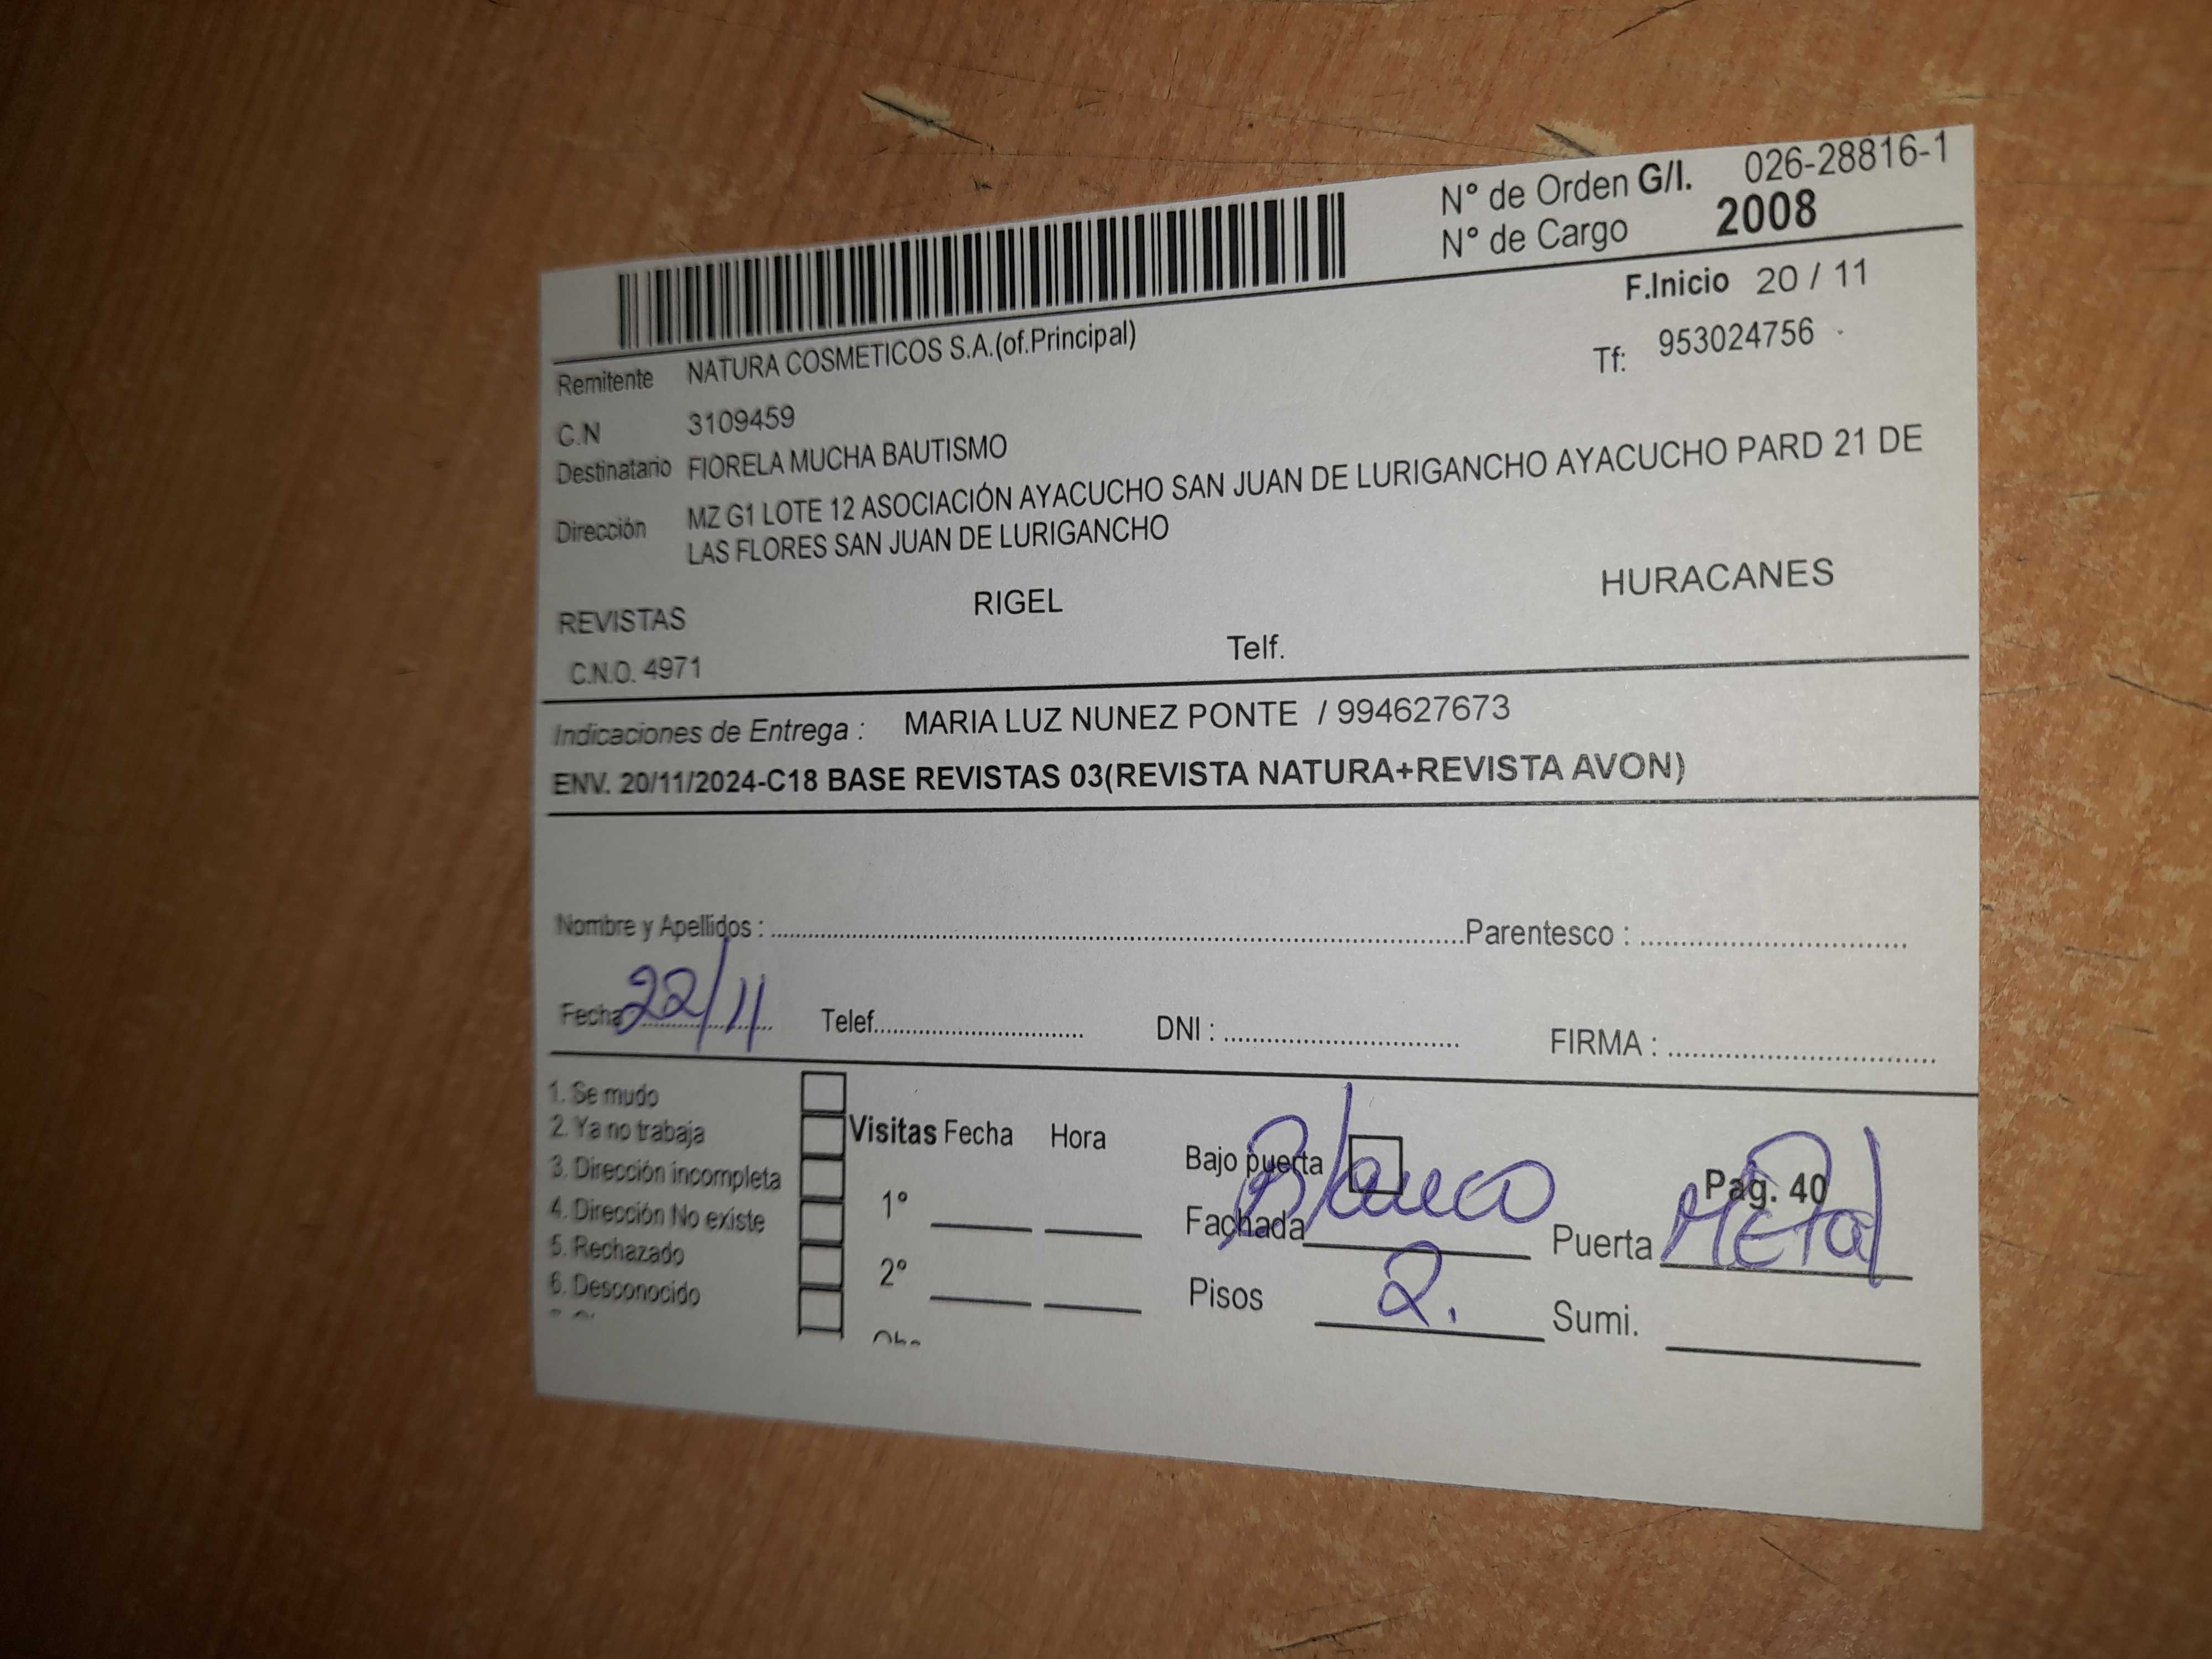 N° de Orden G/I. 026-28816-1
N° de Cargo 2008
F.Inicio 20 / 11
Remitente NATURA COSMETICOS S.A.(of.Principal) Tf: 953024756
C.N 3109459
Destinatario FIORELA MUCHA BAUTISMO
Dirección MZ G1 LOTE 12 ASOCIACIÓN AYACUCHO SAN JUAN DE LURIGANCHO AYACUCHO PARD 21 DE
LAS FLORES SAN JUAN DE LURIGANCHO
REVISTAS RIGEL HURACANES
C.N.O. 4971 Telf.
Indicaciones de Entrega : MARIA LUZ NUNEZ PONTE / 994627673
ENV. 20/11/2024-C18 BASE REVISTAS 03(REVISTA NATURA+REVISTA AVON)
Nombre y Apellidos : Parentesco :
Fecha 22/11 Telef. DNI : FIRMA :
1. Se mudo
2. Ya no trabaja
3. Dirección incompleta
4. Dirección No existe
5. Rechazado
6. Desconocido
Visitas Fecha Hora
1°
2°
Bajo puerta Pag. 40
Fachada Blanco Puerta Metal
Pisos 2. Sumi.